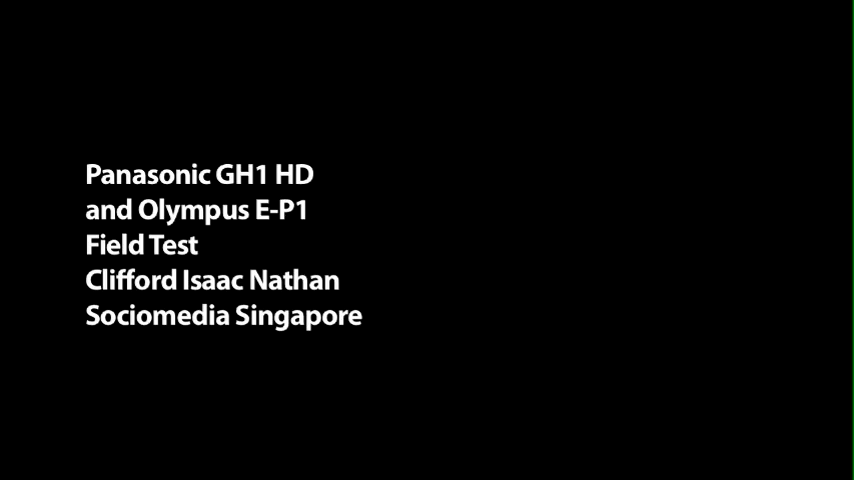 Panasonic GH1 HD
and Olympus E-P1
Field Test
Clifford Isaac Nathan
Sociomedia Singapore